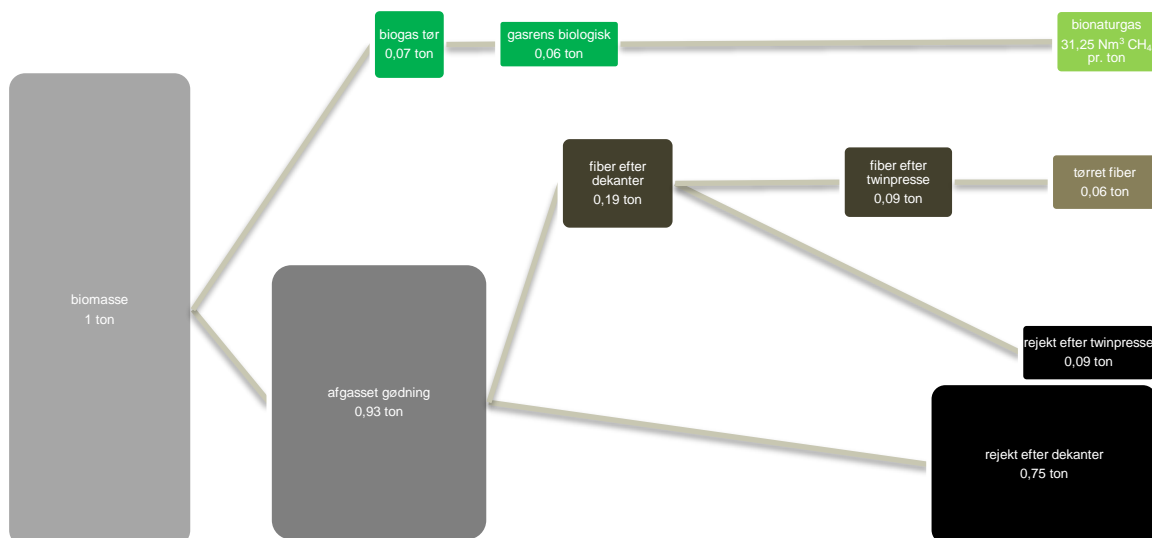 biogas tør
0,07 ton
gasrens biologisk
0,06 ton
bionaturgas
31,25 Nm³ CH₄
pr. ton
fiber efter
dekanter
0,19 ton
fiber efter
twinpresse
0,09 ton
tørret fiber
0,06 ton
biomasse
1 ton
rejekt efter twinpresse
0,09 ton
afgasset gødning
0,93 ton
rejekt efter dekanter
0,75 ton